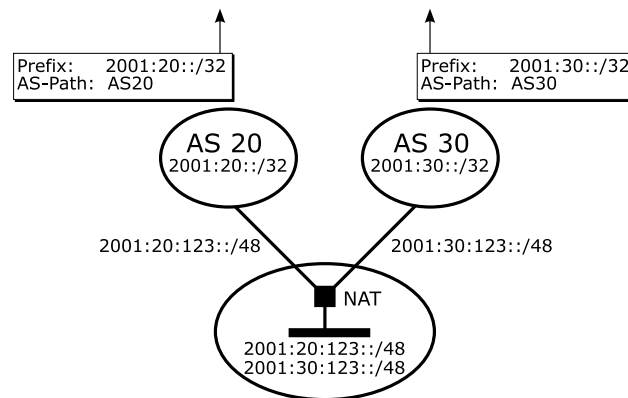 Prefix: 2001:20::/32
AS-Path: AS20
Prefix: 2001:30::/32
AS-Path: AS30
AS 20
2001:20::/32
AS 30
2001:30::/32
2001:20:123::/48
2001:30:123::/48
NAT
2001:20:123::/48
2001:30:123::/48